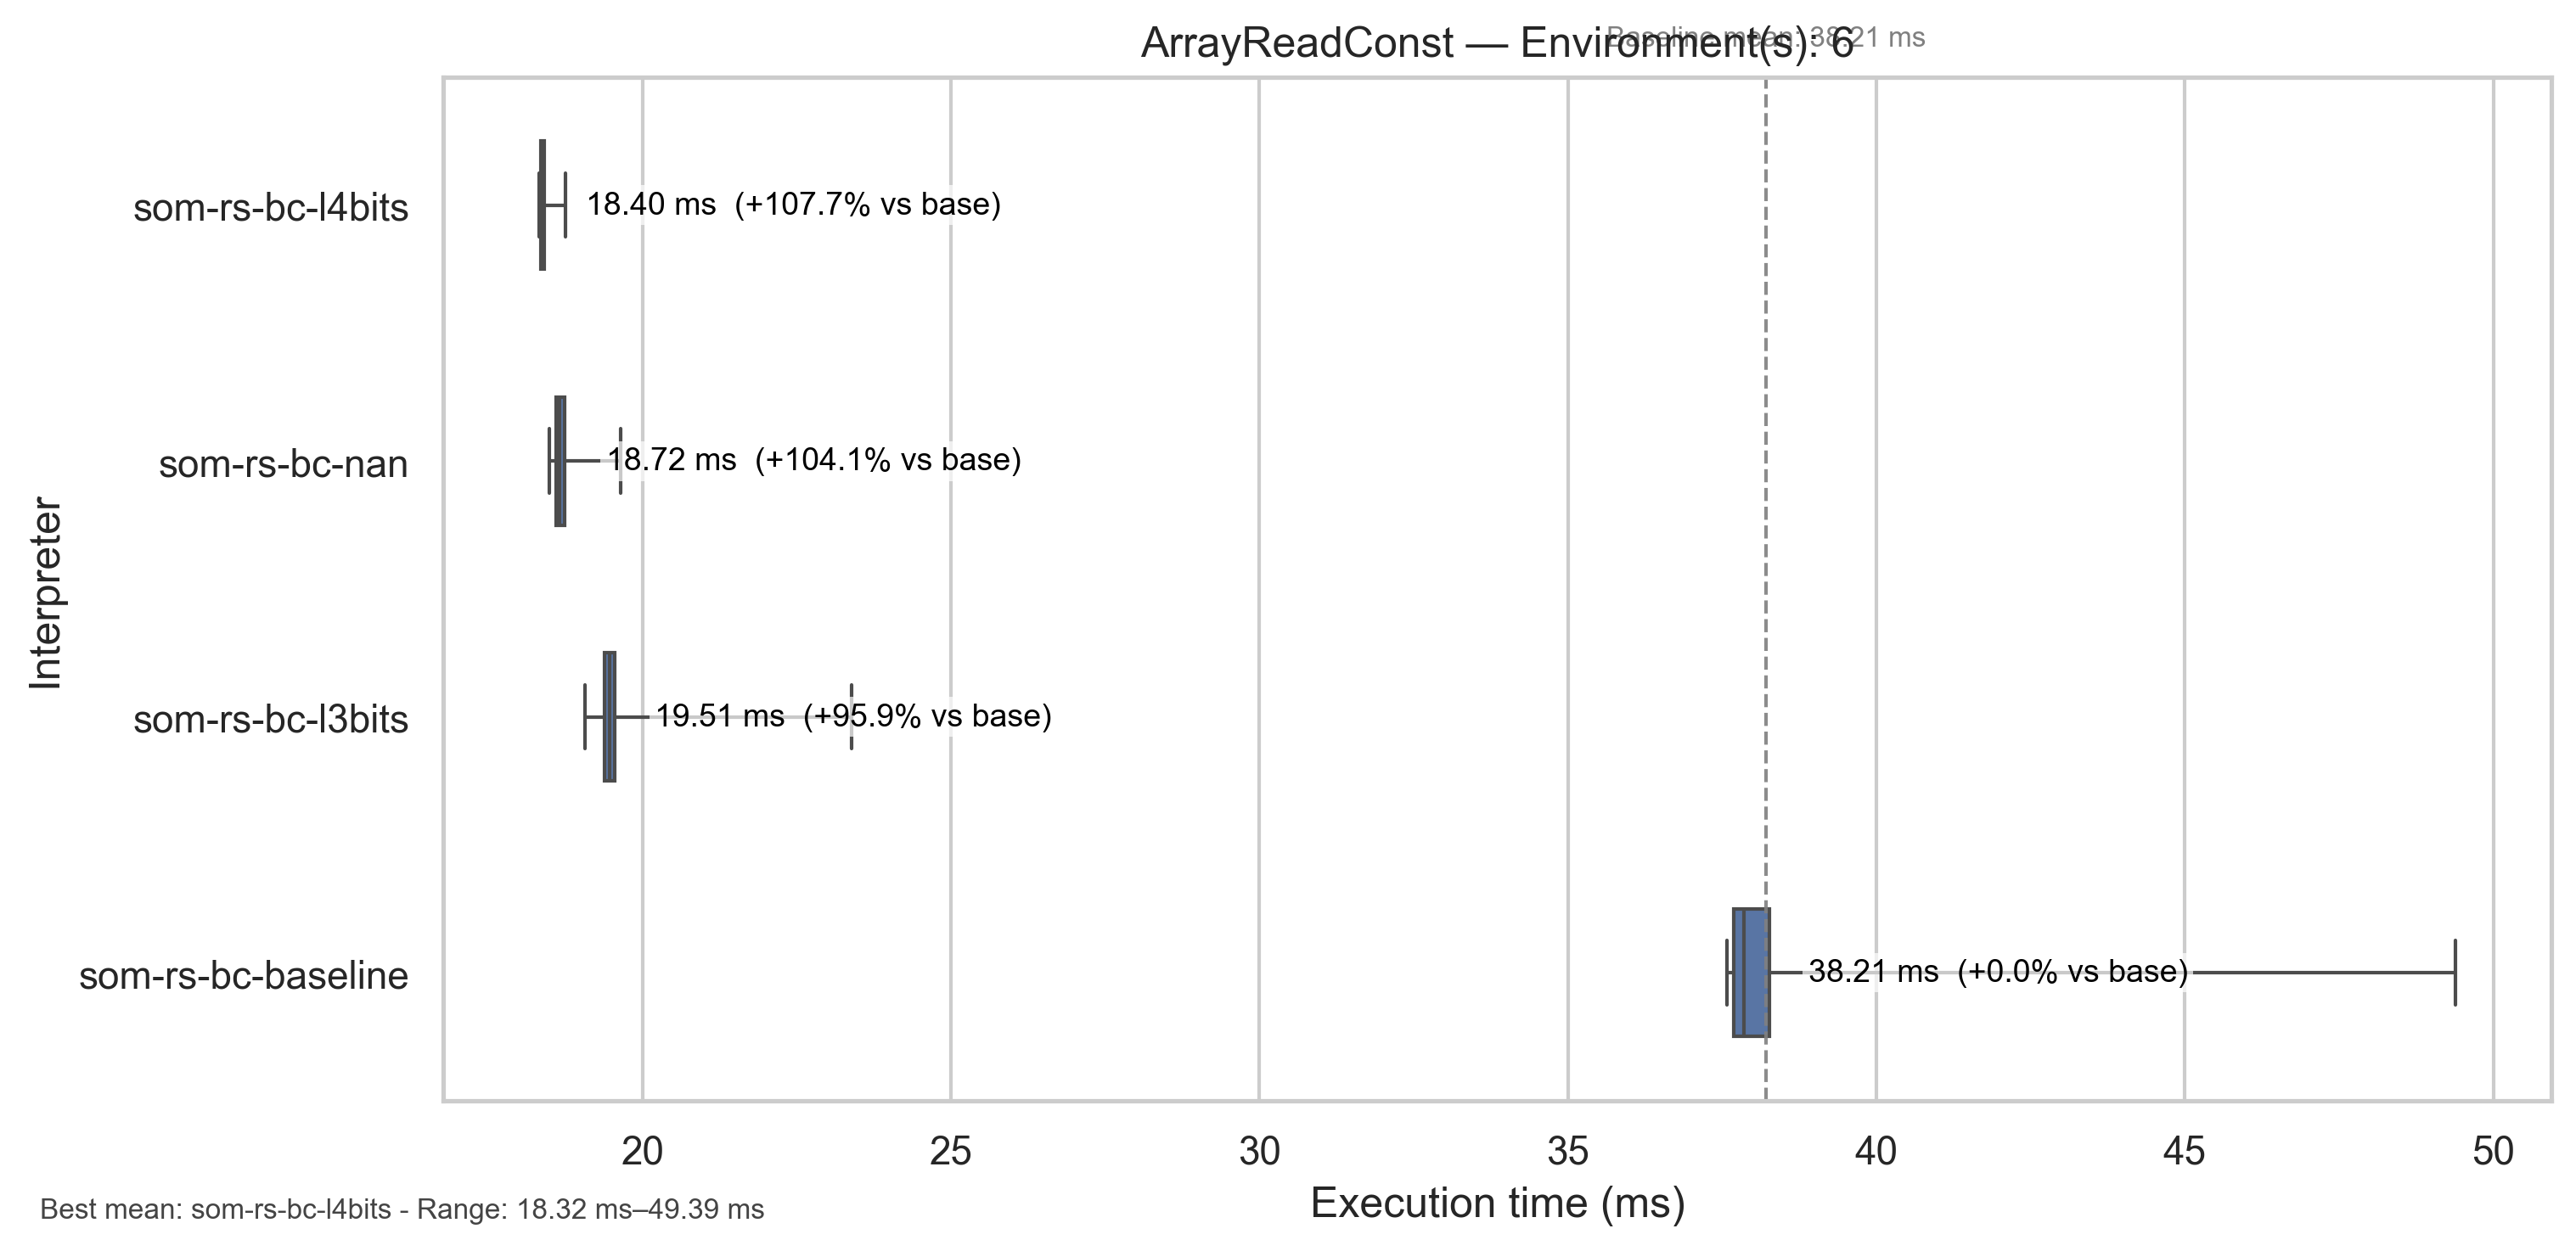 Baseline mean: 38.21 ms
ArrayReadConst — Environment(s): 6
Interpreter
som-rs-bc-l4bits
18.40 ms (+107.7% vs base)
som-rs-bc-nan
18.72 ms (+104.1% vs base)
som-rs-bc-l3bits
19.51 ms (+95.9% vs base)
som-rs-bc-baseline
38.21 ms (+0.0% vs base)
20 25 30 35 40 45 50
Execution time (ms)
Best mean: som-rs-bc-l4bits - Range: 18.32 ms–49.39 ms